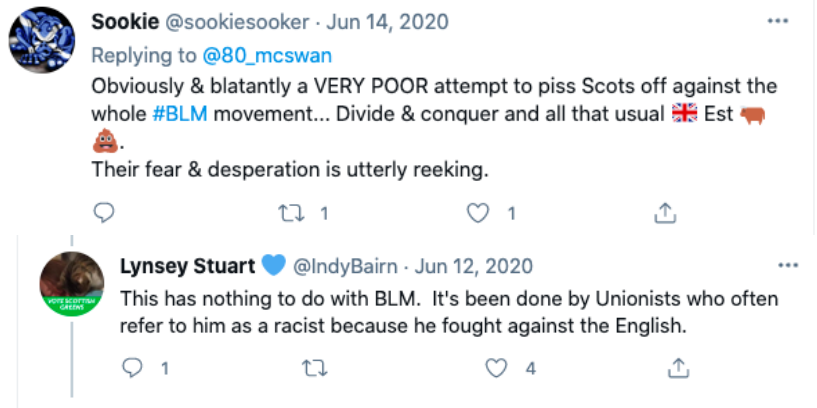 Sookie @sookiesooker · Jun 14, 2020
Replying to @80_mcswan
Obviously & blatantly a VERY POOR attempt to piss Scots off against the
whole #BLM movement... Divide & conquer and all that usual 🇬🇧 Est 🐂
💩.
Their fear & desperation is utterly reeking.
1 1
Lynsey Stuart 💙 @IndyBairn · Jun 12, 2020
This has nothing to do with BLM. It's been done by Unionists who often
refer to him as a racist because he fought against the English.
1 4
VOTE SCOTTISH
GREENS